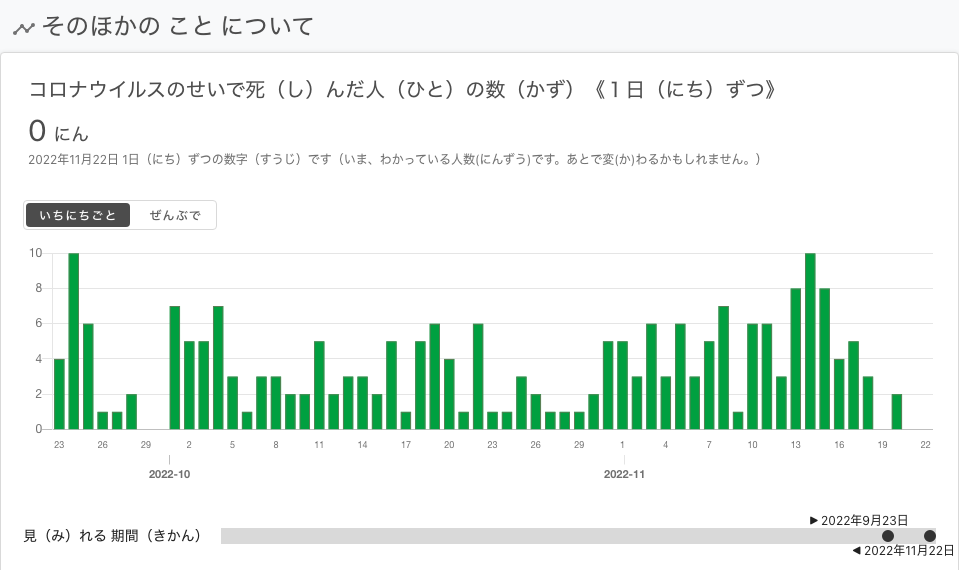 そのほかの こと について
コロナウイルスのせいで死（し）んだ人（ひと）の数（かず）《１日（にち）ずつ》
0 にん
2022年11月22日 1日（にち）ずつの数字（すうじ）です（いま、わかっている人数(にんずう)です。あとで変(か)わるかもしれません。）
いちにちごと ぜんぶで
10
8
6
4
2
0
23 26 29 2 5 8 11 14 17 20 23 26 29 1 4 7 10 13 16 19 22
2022-10 2022-11
▶ 2022年9月23日
見（み）れる 期間（きかん）
◀ 2022年11月22日